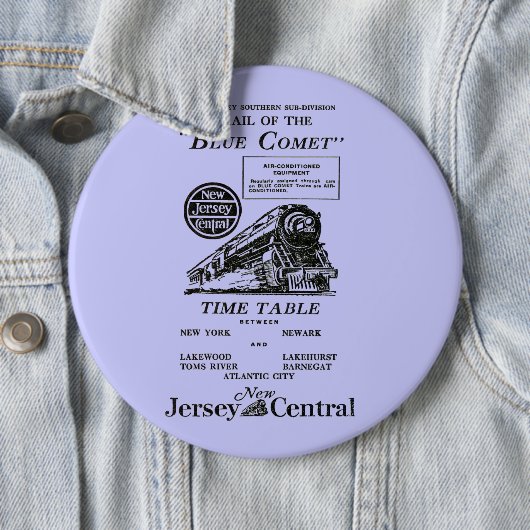 SOUTHERN SUB-DIVISION
OF THE
"BLUE COMET"
AIR-CONDITIONED
EQUIPMENT
Regularly assigned through cars
on BLUE COMET Trains are AIR-
CONDITIONED.
New
Jersey
Central
TIME TABLE
BETWEEN
NEW YORK NEWARK
AND
LAKEWOOD LAKEHURST
TOMS RIVER BARNEGAT
ATLANTIC CITY
New
Jersey Central